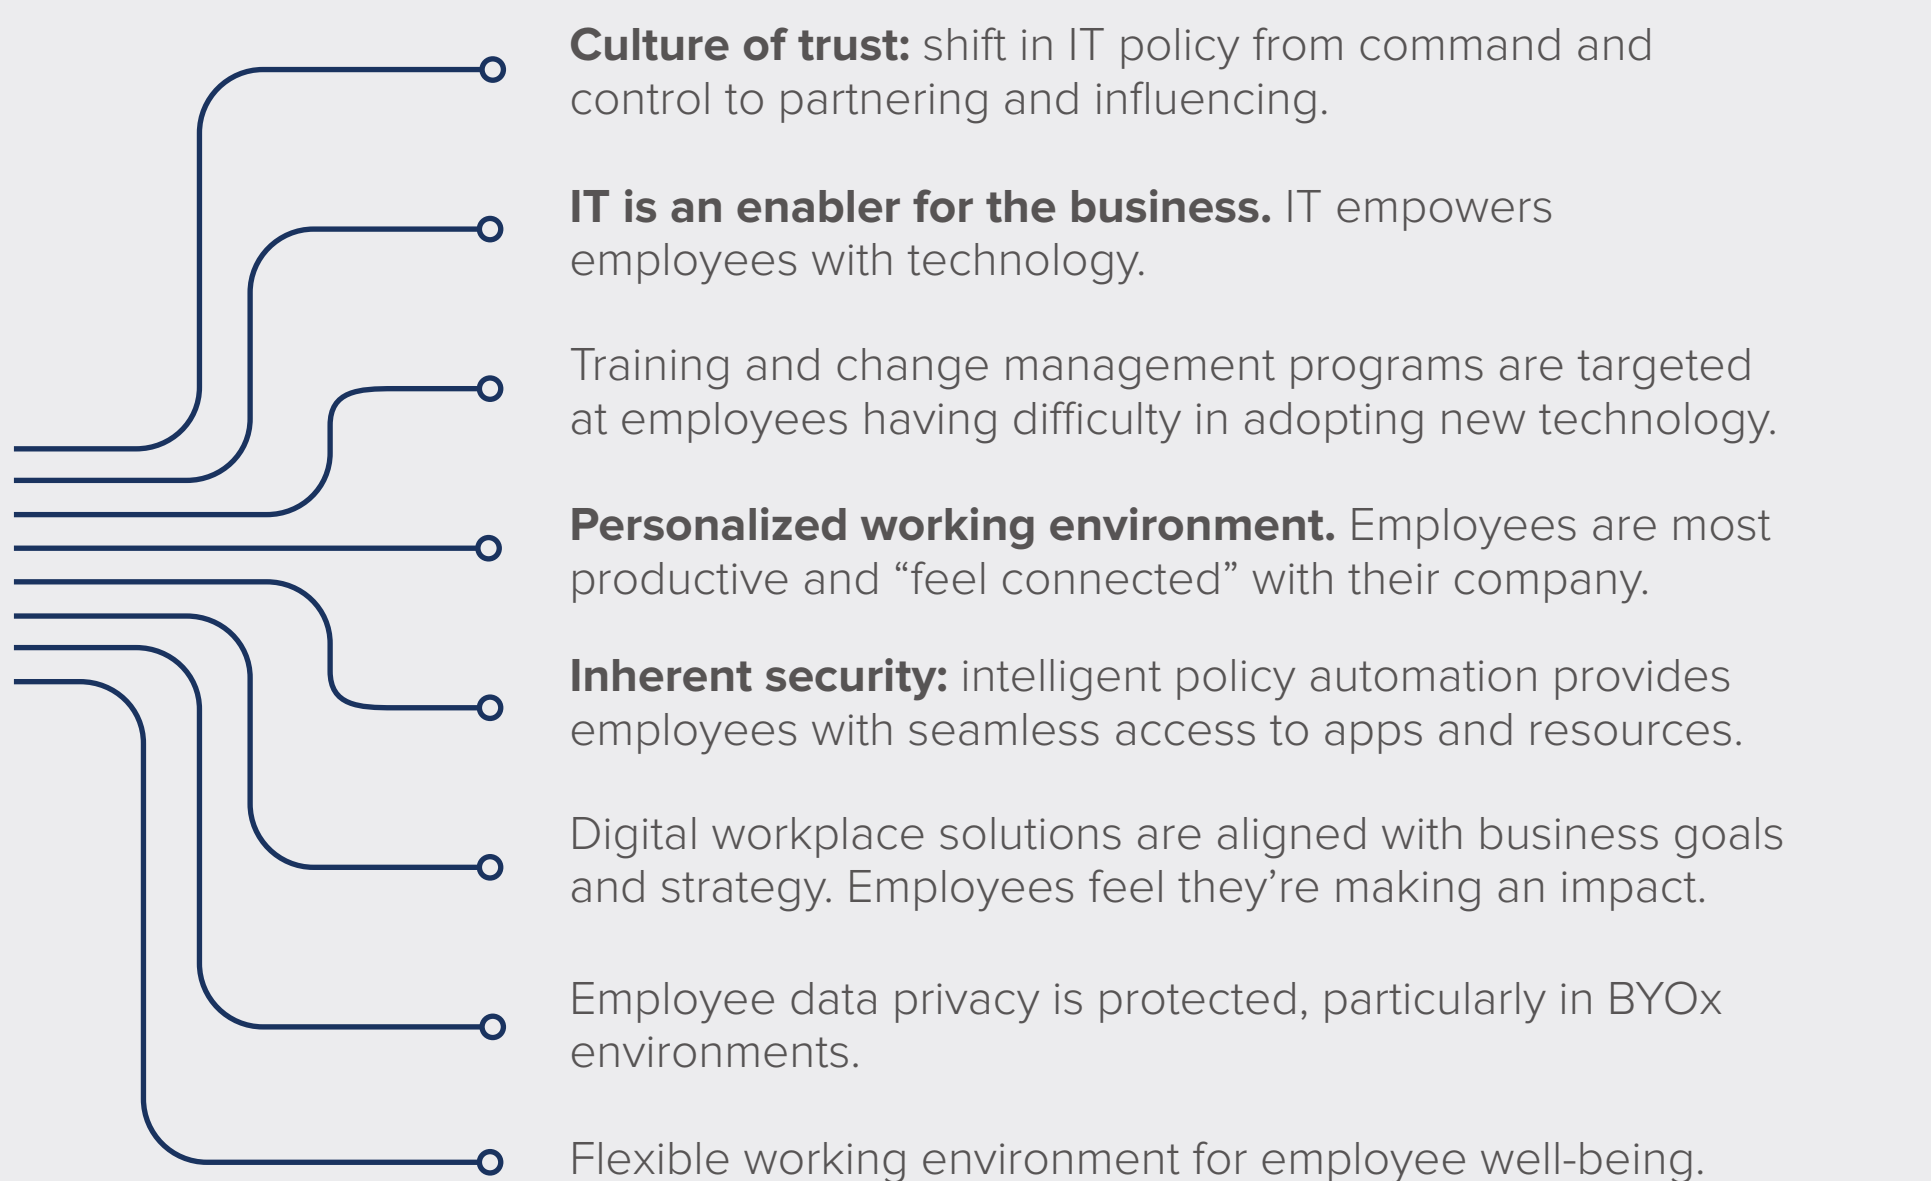 Culture of trust: shift in IT policy from command and
control to partnering and influencing.
IT is an enabler for the business. IT empowers
employees with technology.
Training and change management programs are targeted
at employees having difficulty in adopting new technology.
Personalized working environment. Employees are most
productive and “feel connected” with their company.
Inherent security: intelligent policy automation provides
employees with seamless access to apps and resources.
Digital workplace solutions are aligned with business goals
and strategy. Employees feel they’re making an impact.
Employee data privacy is protected, particularly in BYOx
environments.
Flexible working environment for employee well-being.